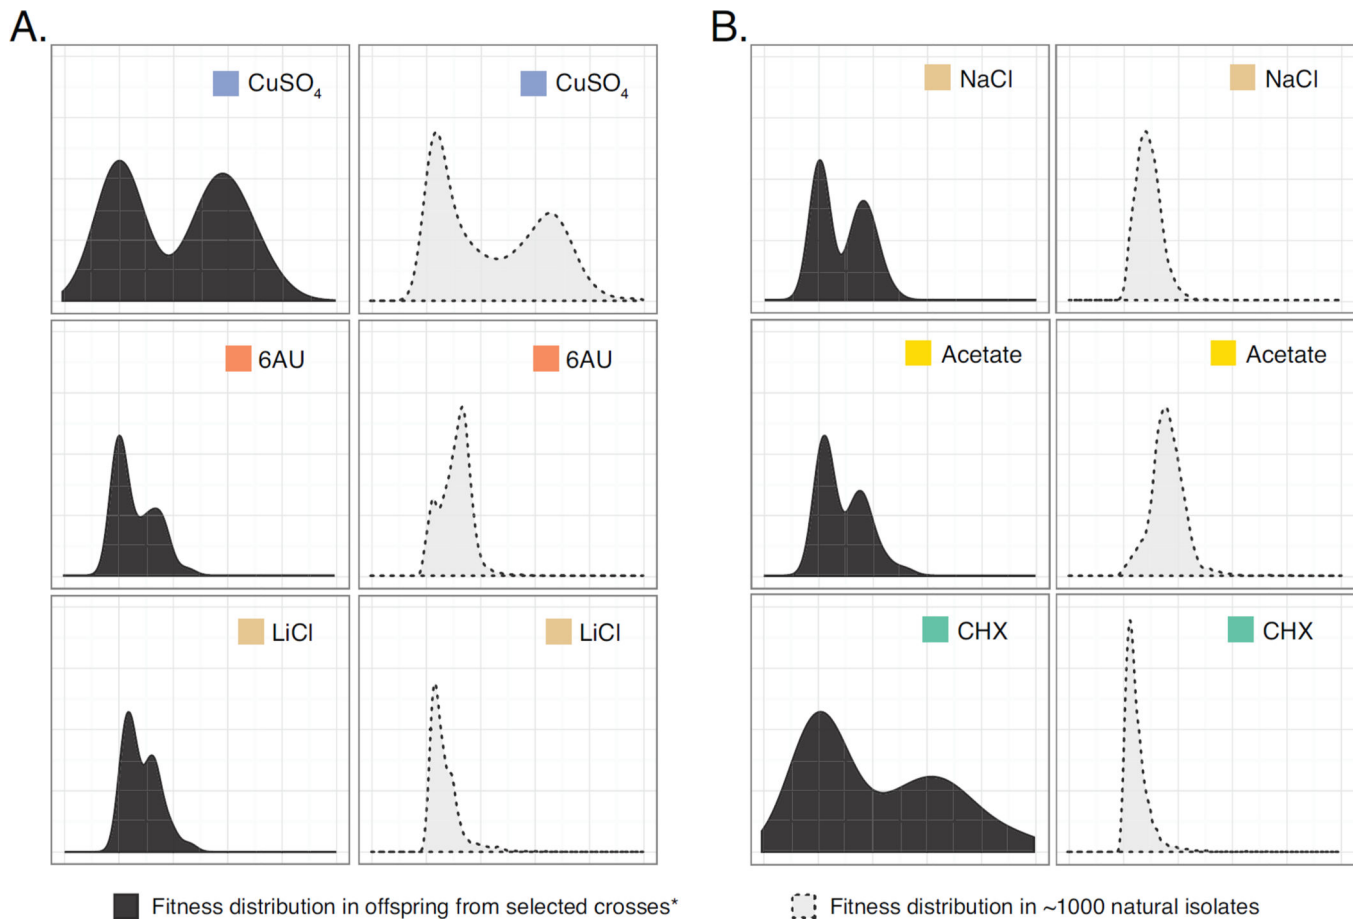 A.
B.
CuSO₄
CuSO₄
NaCl
NaCl
6AU
6AU
Acetate
Acetate
LiCl
LiCl
CHX
CHX
Fitness distribution in offspring from selected crosses*
Fitness distribution in ~1000 natural isolates